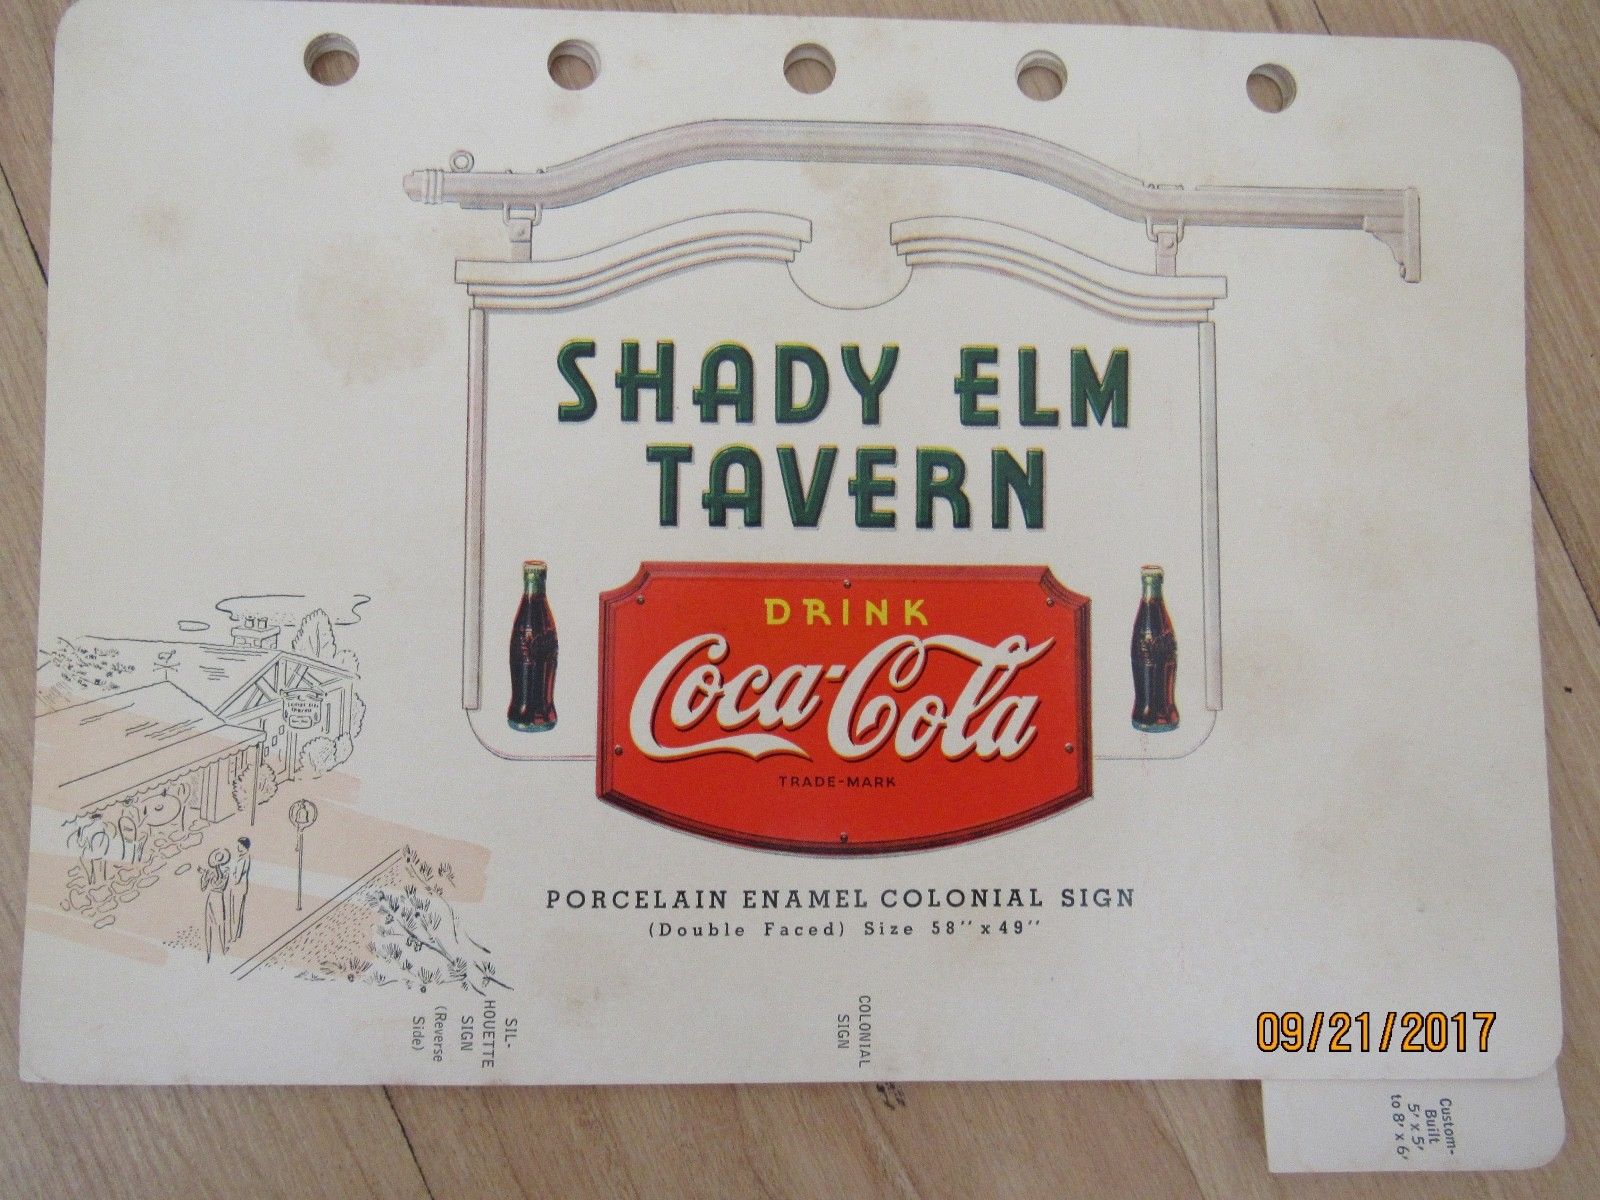 SHADY ELM
TAVERN
DRINK
Coca-Cola
TRADE-MARK
PORCELAIN ENAMEL COLONIAL SIGN
(Double Faced) Size 58" x 49"
SIL-
HOUETTE
SIGN
(Reverse
Side)
COLONIAL
SIGN
09/21/2017
Custom-
Built
5' x 5'
to 8' x 6'